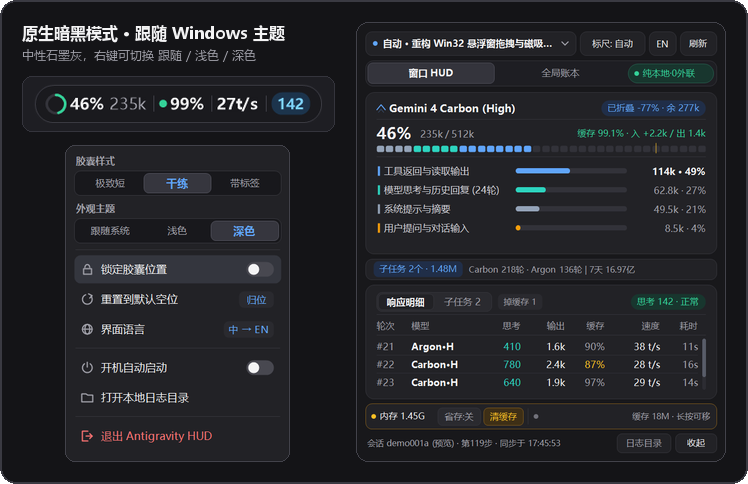 原生暗黑模式 • 跟随 Windows 主题
中性石墨灰，右键可切换 跟随 / 浅色 / 深色
46% 235k 99% 27t/s 142
胶囊样式
极致短 干练 带标签
外观主题
跟随系统 浅色 深色
锁定胶囊位置
重置到默认空位 归位
界面语言 中 → EN
开机自动启动
打开本地日志目录
退出 Antigravity HUD
自动 • 重构 Win32 悬浮窗拖拽与磁吸... 标尺: 自动 EN 刷新
窗口 HUD 全局账本 纯本地·0外联
Gemini 4 Carbon (High) 已折叠 -77% · 余 277k
46% 235k / 512k 缓存 99.1% · 入 +2.2k / 出 1.4k
工具返回与读取输出 114k • 49%
模型思考与历史回复 (24轮) 62.8k · 27%
系统提示与摘要 49.5k · 21%
用户提问与对话输入 8.5k · 4%
子任务 2个 · 1.48M Carbon 218轮 · Argon 136轮 | 7天 16.97亿
响应明细 子任务 2 掉缓存 1 思考 142 · 正常
轮次 模型 思考 输出 缓存 速度 耗时
#21 Argon•H 410 1.6k 90% 38 t/s 11s
#22 Carbon•H 780 2.4k 87% 28 t/s 16s
#23 Carbon•H 640 1.9k 97% 29 t/s 14s
内存 1.45G 省存:关 清缓存 缓存 18M · 长按可移
会话 demo001a (预览) · 第119步 · 同步于 17:45:53 日志目录 收起